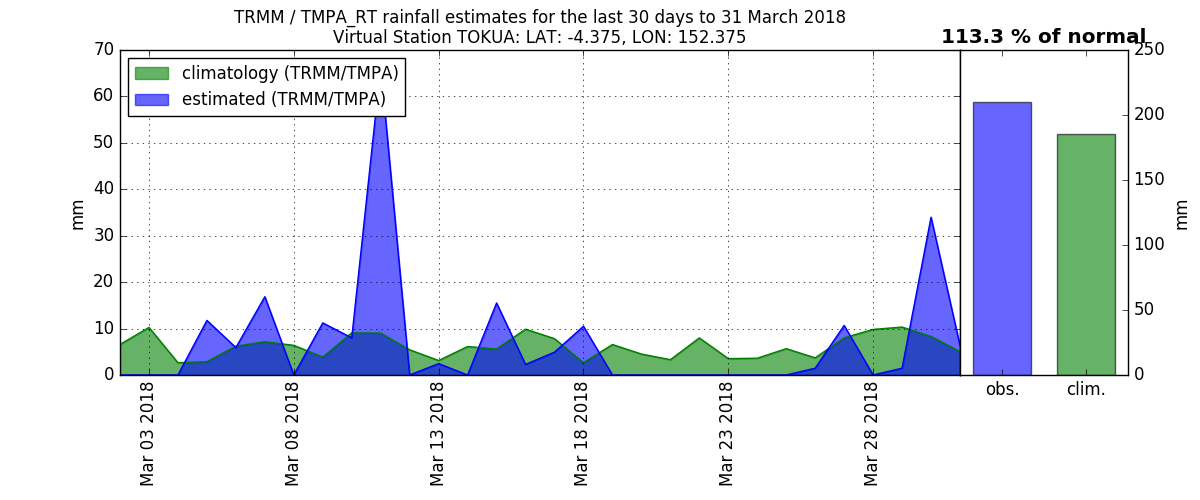 TRMM / TMPA_RT rainfall estimates for the last 30 days to 31 March 2018
Virtual Station TOKUA: LAT: -4.375, LON: 152.375
113.3 % of normal
climatology (TRMM/TMPA)
estimated (TRMM/TMPA)
70
60
50
40
30
20
10
0
mm
Mar 03 2018
Mar 08 2018
Mar 13 2018
Mar 18 2018
Mar 23 2018
Mar 28 2018
obs.
clim.
250
200
150
100
50
0
mm